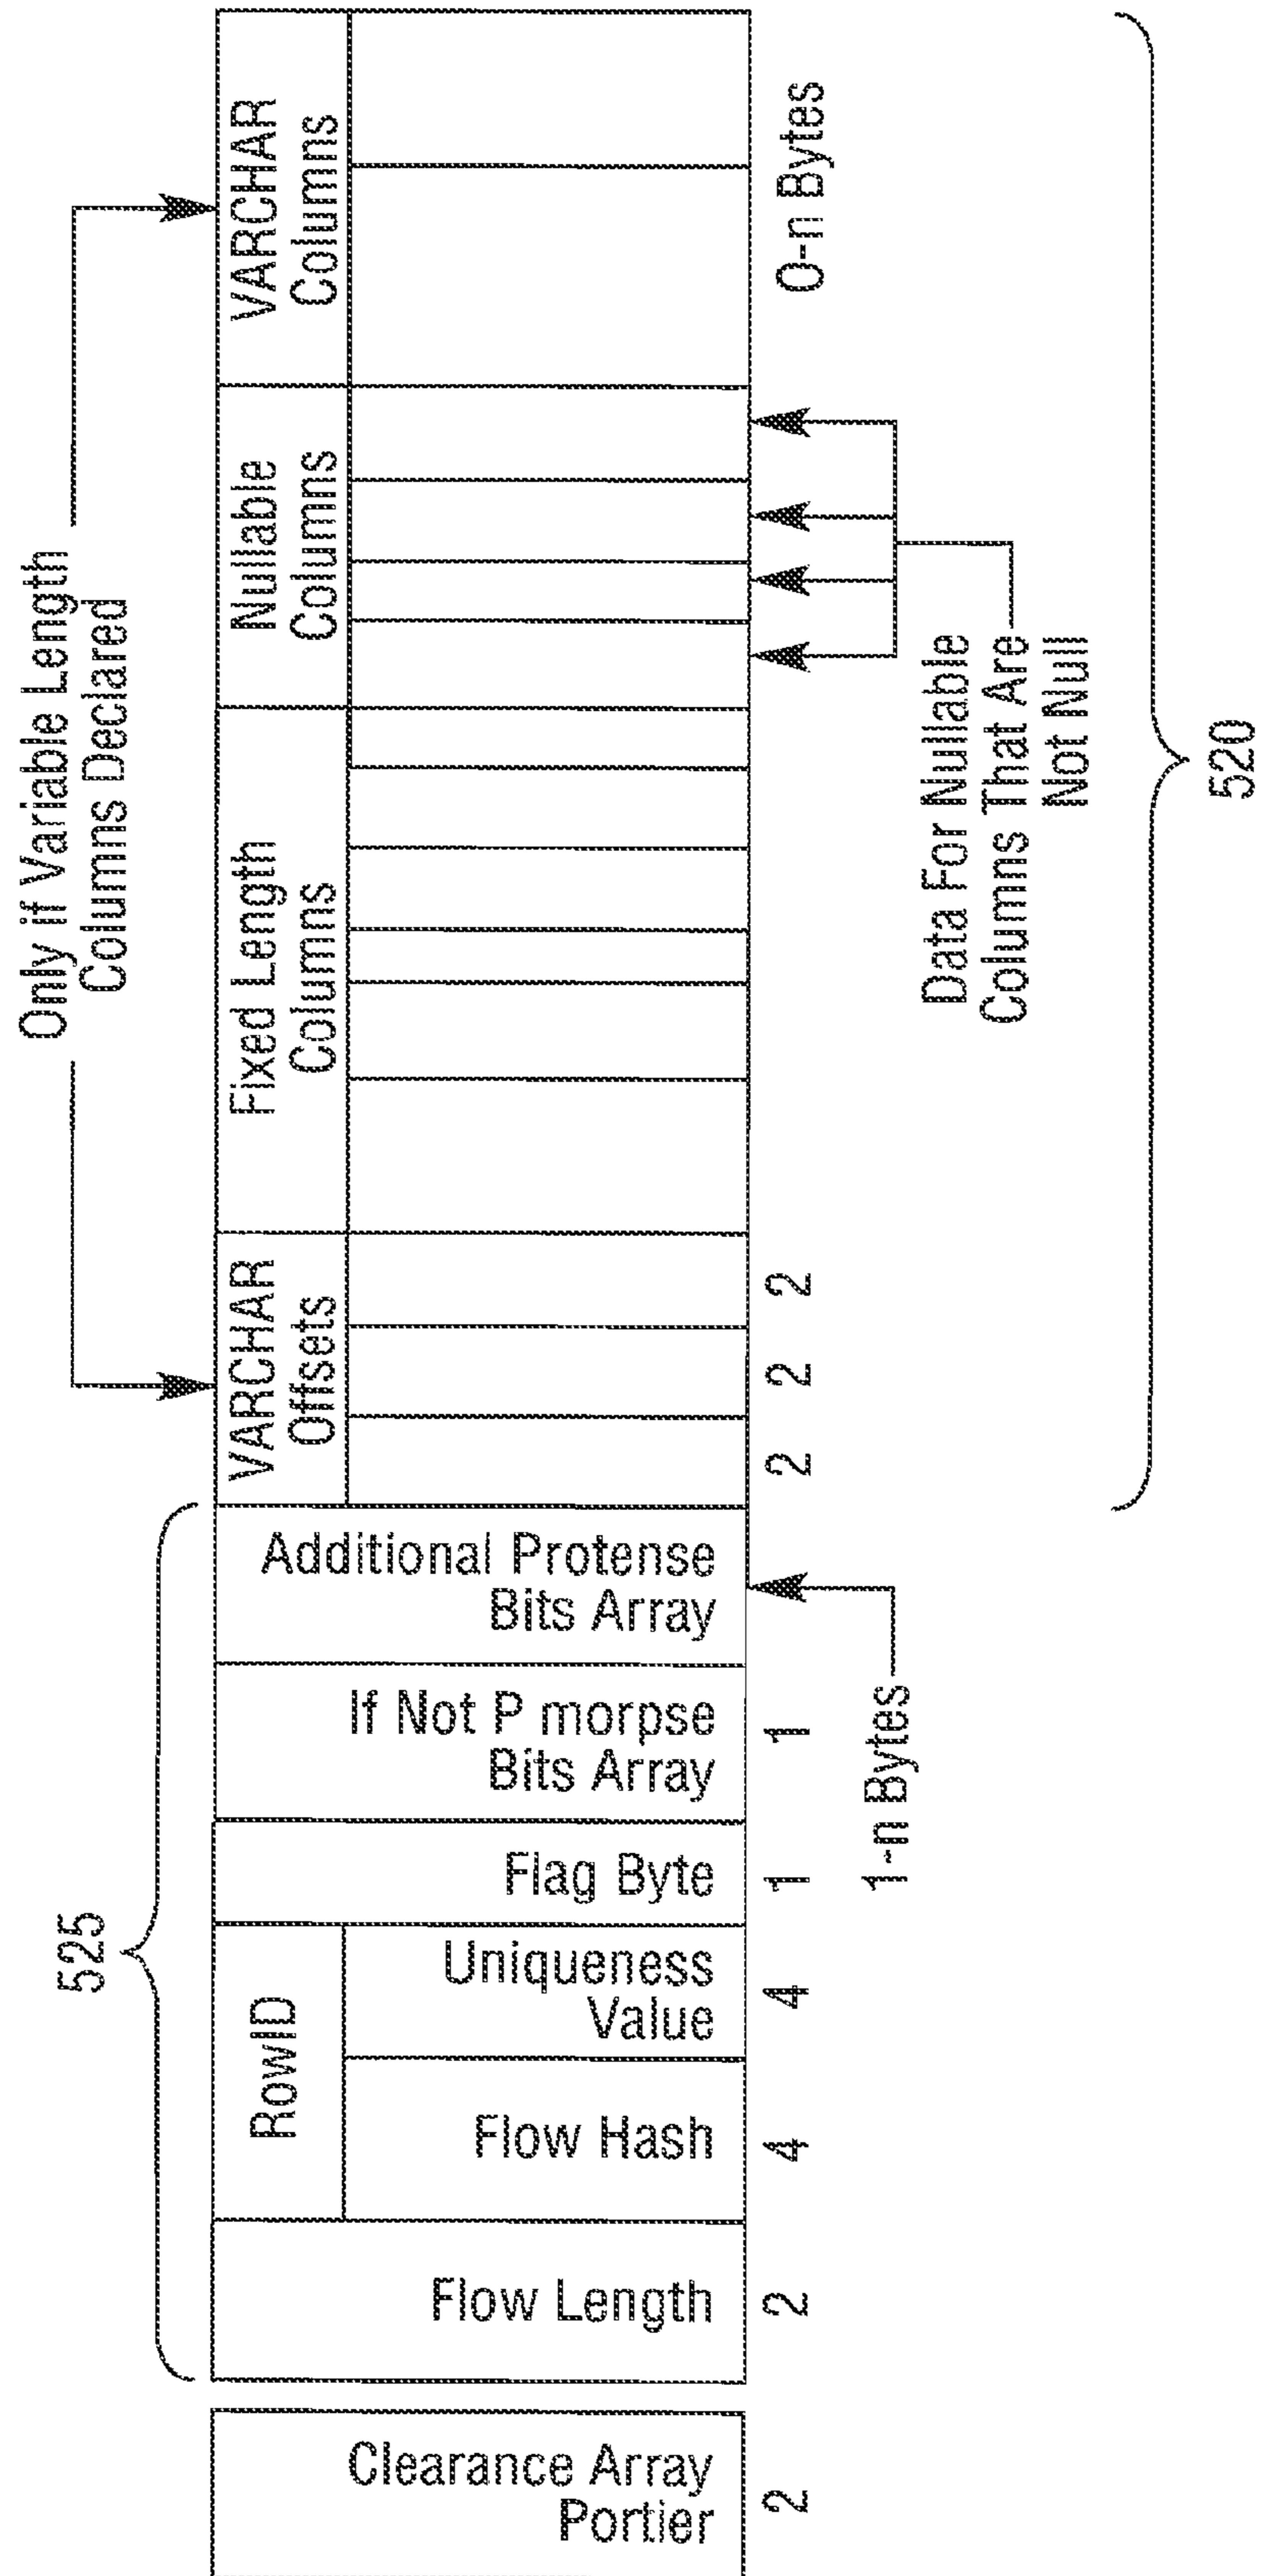 Only if Variable Length
Columns Declared
525
Clearance Array
Portier
Flow Length
RowID
Flow Hash
Uniqueness
Value
Flag Byte
If Not P morpse
Bits Array
Additional Protense
Bits Array
VARCHAR
Offsets
Fixed Length
Columns
Nullable
Columns
VARCHAR
Columns
2
2
4
4
1
1
2
2
2
0-n Bytes
1-n Bytes
Data For Nullable
Columns That Are
Not Null
520